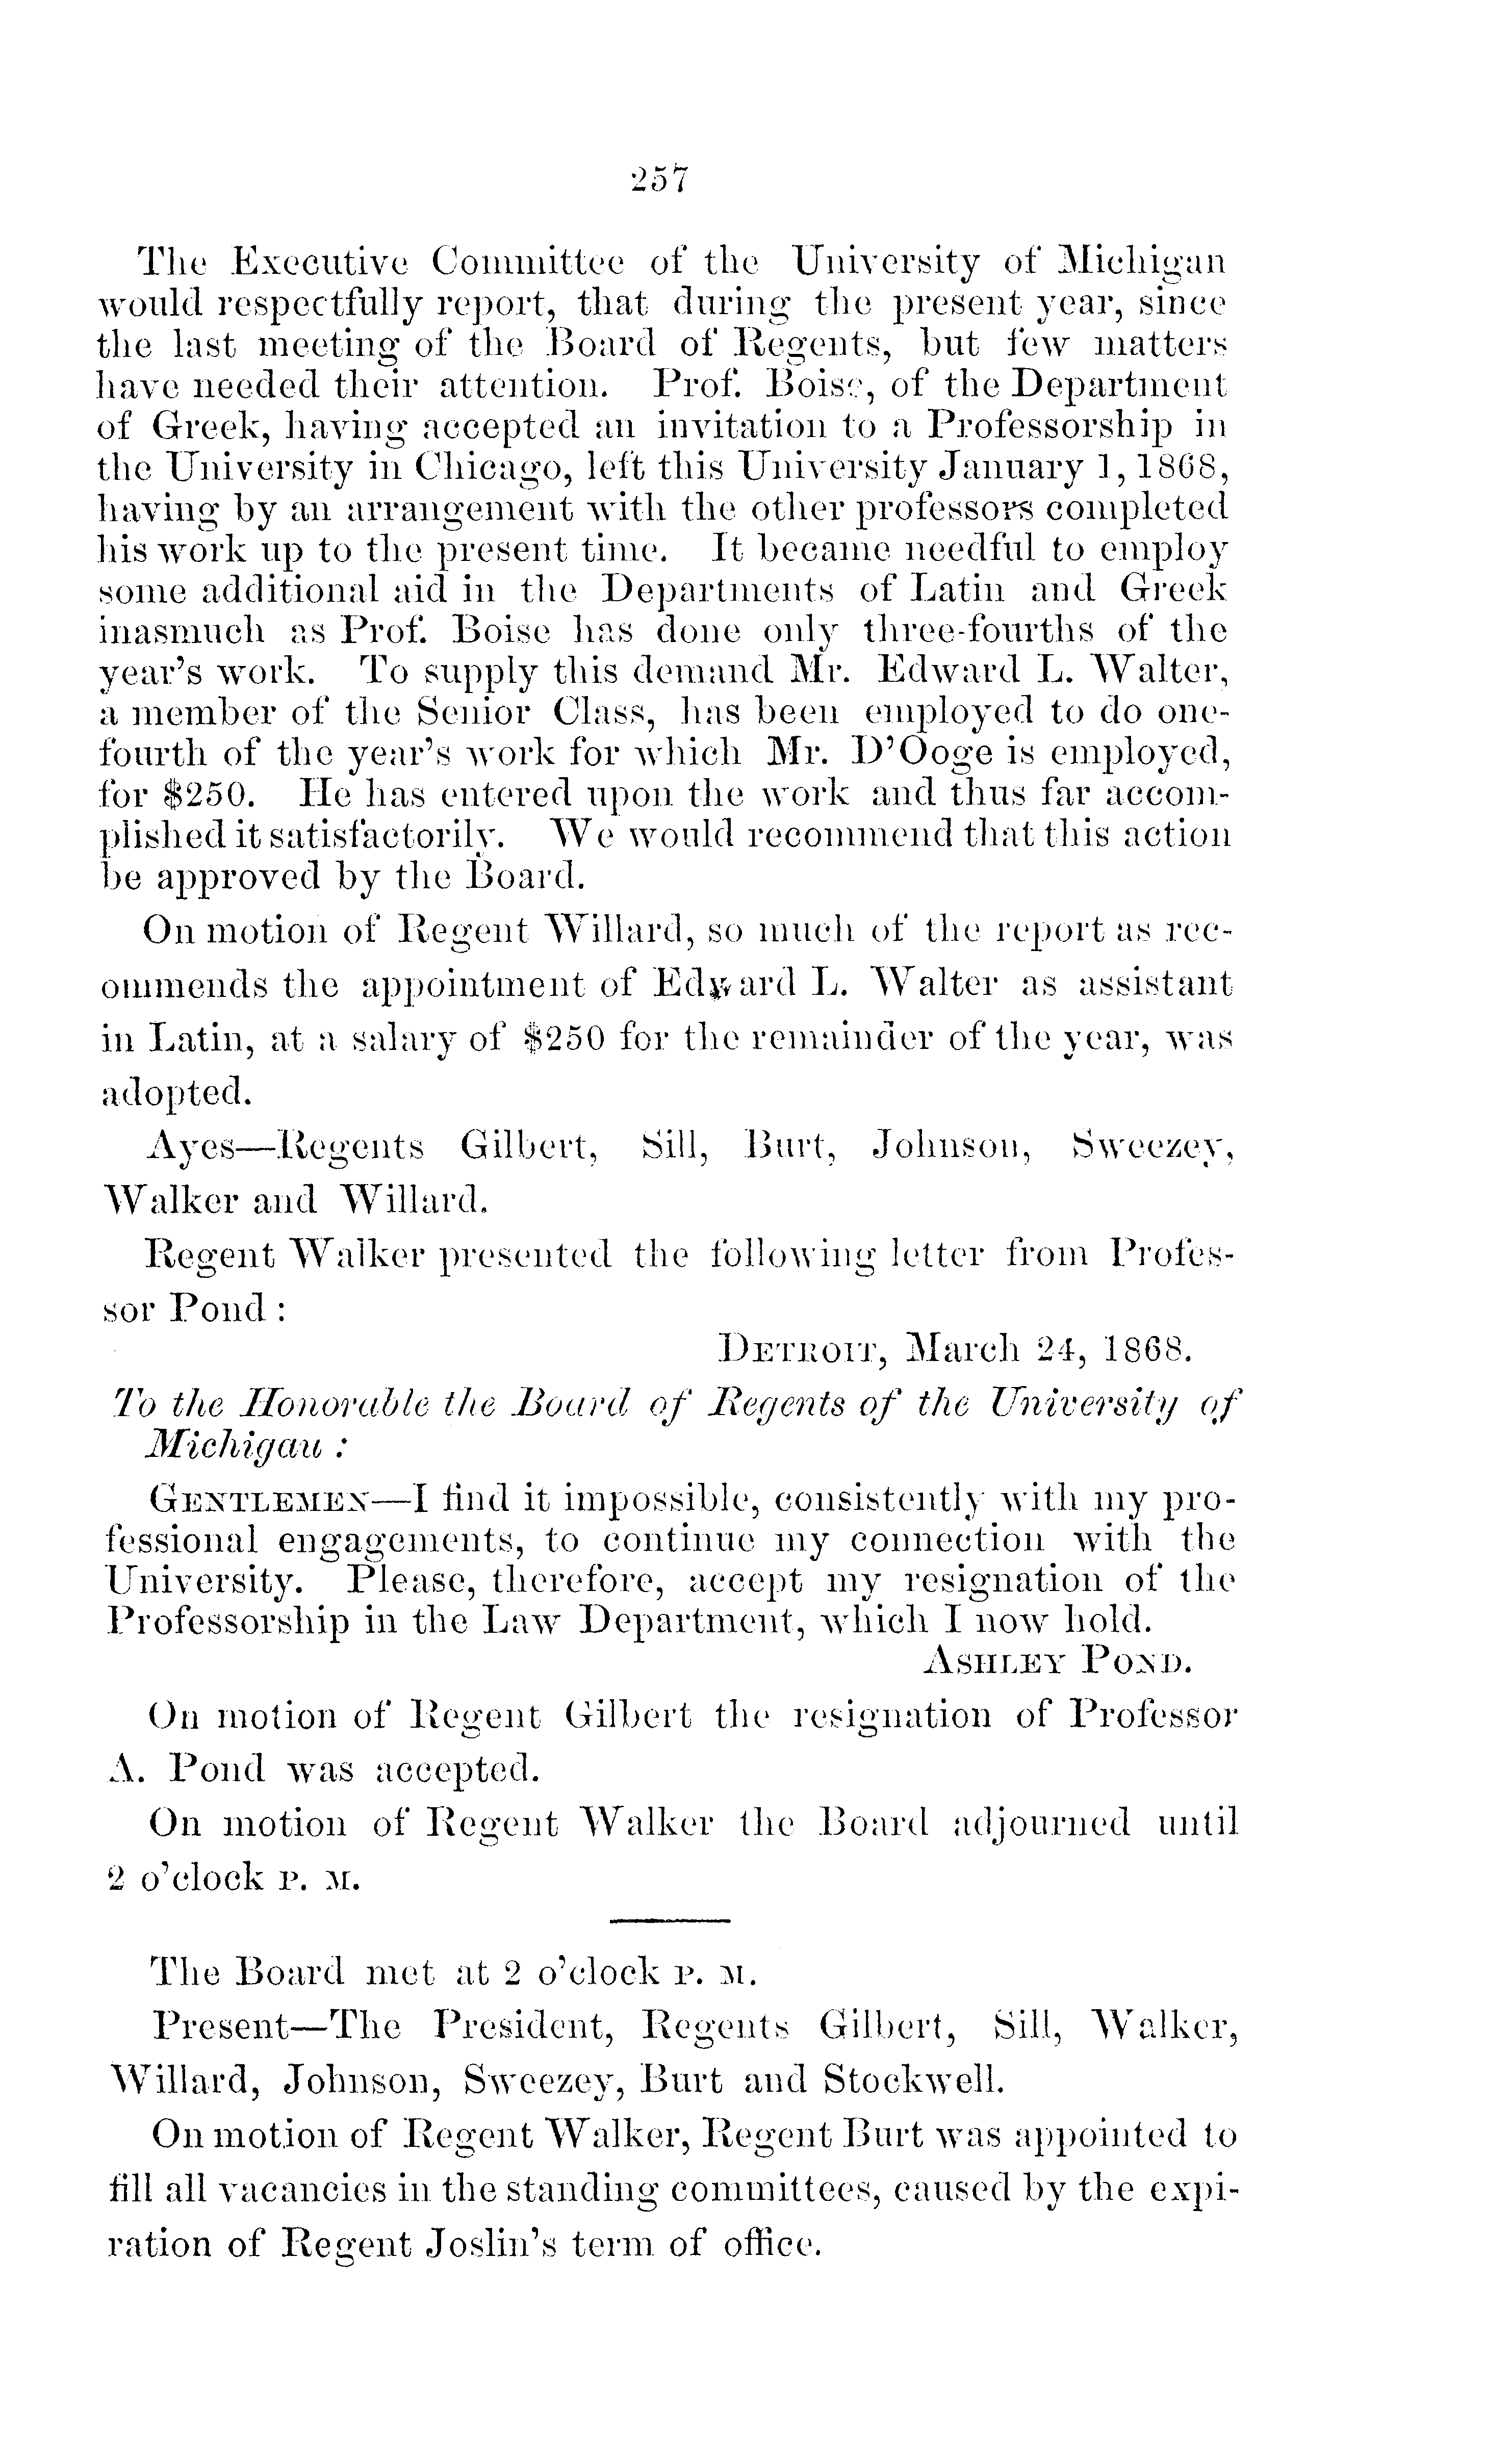 257
The Executive Committee of the University of Michigan
would respectfully report, that during the present year, since
the last meeting of the Board of Regents, but few matters
have needed their attention. Prof. Boise, of the Department
of Greek, having accepted an invitation to a Professorship in
the University in Chicago, left this University January 1, 1868,
having by an arrangement with the other professors completed
his work up to the present time. It became needful to employ
some additional aid in the Departments of Latin and Greek
inasmuch as Prof. Boise has done only three-fourths of the
year's work. To supply this demand Mr. Edward L. Walter,
a member of the Senior Class, has been employed to do one-
fourth of the year's work for which Mr. D'Ooge is employed,
for $250. He has entered upon the work and thus far accom-
plished it satisfactorily. We would recommend that this action
be approved by the Board.
On motion of Regent Willard, so much of the report as rec-
ommends the appointment of Edward L. Walter as assistant
in Latin, at a salary of $250 for the remainder of the year, was
adopted.
Ayes—Regents Gilbert, Sill, Burt, Johnson, Sweezey,
Walker and Willard.
Regent Walker presented the following letter from Profes-
sor Pond:
DETROIT, March 24, 1868.
To the Honorable the Board of Regents of the University of
Michigan:
GENTLEMEN—I find it impossible, consistently with my pro-
fessional engagements, to continue my connection with the
University. Please, therefore, accept my resignation of the
Professorship in the Law Department, which I now hold.
ASHLEY POND.
On motion of Regent Gilbert the resignation of Professor
A. Pond was accepted.
On motion of Regent Walker the Board adjourned until
2 o'clock P. M.
The Board met at 2 o'clock P. M.
Present—The President, Regents Gilbert, Sill, Walker,
Willard, Johnson, Sweezey, Burt and Stockwell.
On motion of Regent Walker, Regent Burt was appointed to
fill all vacancies in the standing committees, caused by the expi-
ration of Regent Joslin's term of office.